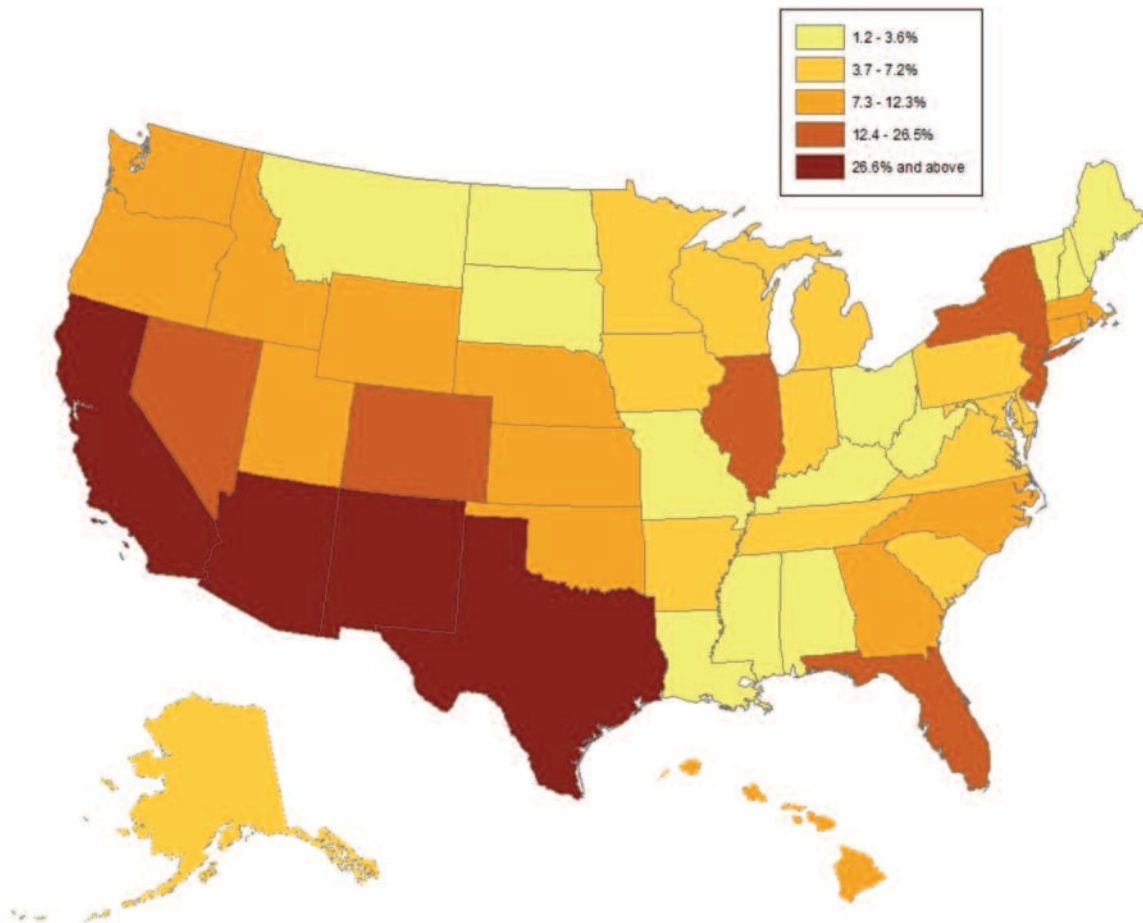 1.2 - 3.6%
3.7 - 7.2%
7.3 - 12.3%
12.4 - 26.5%
26.6% and above